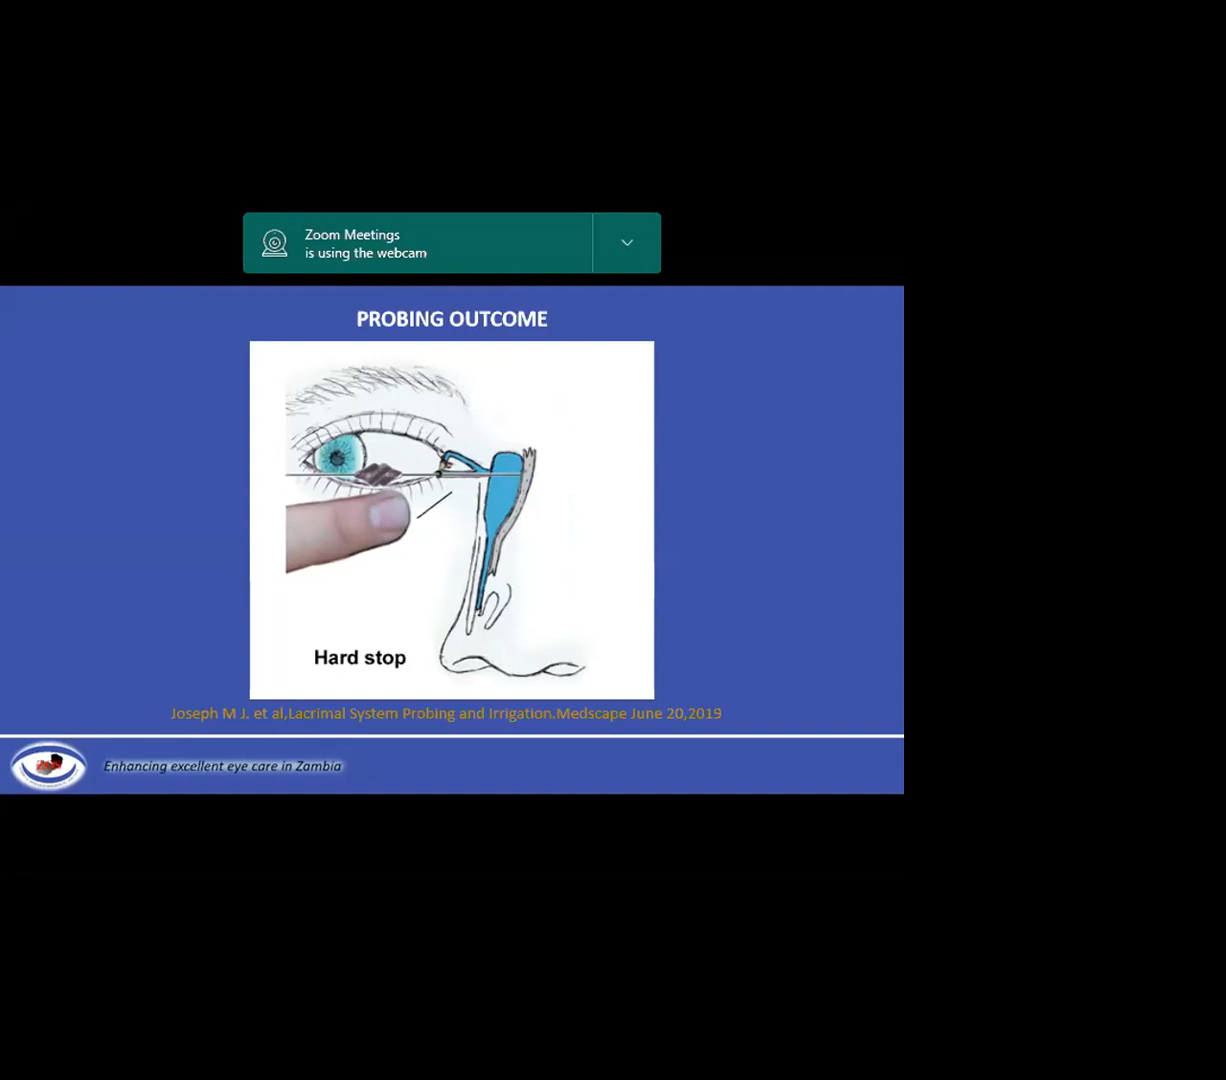 Zoom Meetings
is using the webcam
PROBING OUTCOME
Hard stop
Joseph M J. et al,Lacrimal System Probing and Irrigation.Medscape June 20,2019
Enhancing excellent eye care in Zambia